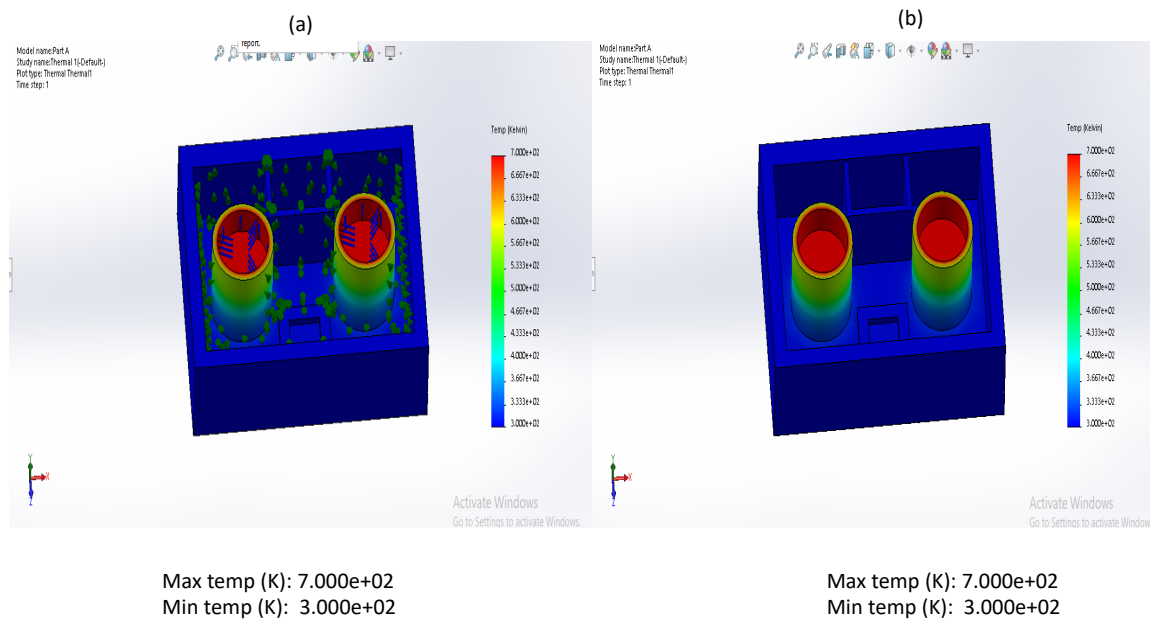 (a)
report.
Model name:Part A
Study name:Thermal 1(-Default-)
Plot type: Thermal Thermal1
Time step: 1
Temp (Kelvin)
7.000e+02
6.667e+02
6.333e+02
6.000e+02
5.667e+02
5.333e+02
5.000e+02
4.667e+02
4.333e+02
4.000e+02
3.667e+02
3.333e+02
3.000e+02
Y
X
Z
Activate Windows
Go to Settings to activate Windows.
Max temp (K): 7.000e+02
Min temp (K): 3.000e+02
(b)
Model name:Part A
Study name:Thermal 1(-Default-)
Plot type: Thermal Thermal1
Time step: 1
Temp (Kelvin)
7.000e+02
6.667e+02
6.333e+02
6.000e+02
5.667e+02
5.333e+02
5.000e+02
4.667e+02
4.333e+02
4.000e+02
3.667e+02
3.333e+02
3.000e+02
Y
X
Z
Activate Windows
Go to Settings to activate Window
Max temp (K): 7.000e+02
Min temp (K): 3.000e+02